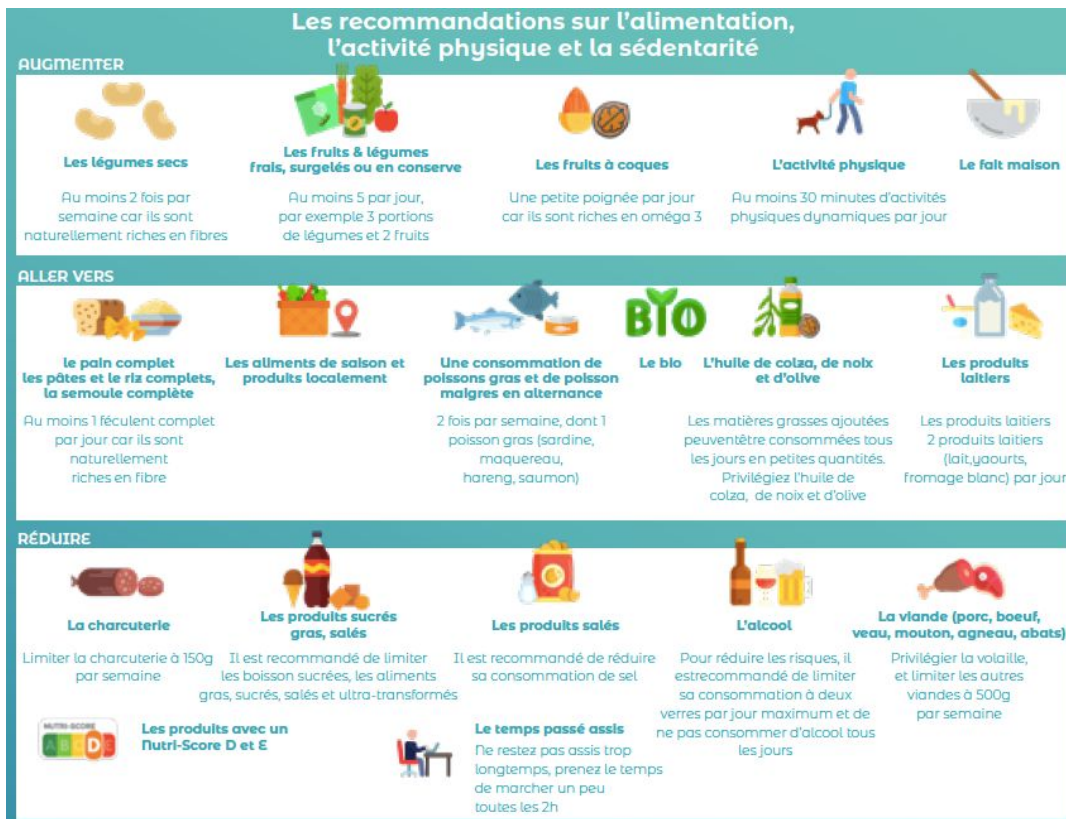 Les recommandations sur l'alimentation,
l'activité physique et la sédentarité
AUGMENTER
Les légumes secs
Au moins 2 fois par
semaine car ils sont
naturellement riches en fibres
Les fruits & légumes
frais, surgelés ou en conserve
Au moins 5 par jour,
par exemple 3 portions
de légumes et 2 fruits
Les fruits à coques
Une petite poignée par jour
car ils sont riches en oméga 3
L'activité physique
Au moins 30 minutes d'activités
physiques dynamiques par jour
Le fait maison
ALLER VERS
le pain complet
les pâtes et le riz complets,
la semoule complète
Au moins 1 féculent complet
par jour car ils sont
naturellement
riches en fibre
Les aliments de saison et
produits localement
Une consommation de
poissons gras et de poisson
maigres en alternance
2 fois par semaine, dont 1
poisson gras (sardine,
maquereau,
hareng, saumon)
BIO
Le bio
L'huile de colza, de noix
et d'olive
Les matières grasses ajoutées
peuventêtre consommées tous
les jours en petites quantités.
Privilégiez l'huile de
colza, de noix et d'olive
Les produits
laitiers
Les produits laitiers
2 produits laitiers
(lait,yaourts,
fromage blanc) par jour
RÉDUIRE
La charcuterie
Limiter la charcuterie à 150g
par semaine
Les produits sucrés
gras, salés
Il est recommandé de limiter
les boisson sucrées, les aliments
gras, sucrés, salés et ultra-transformés
Les produits salés
Il est recommandé de réduire
sa consommation de sel
L'alcool
Pour réduire les risques, il
estrecommandé de limiter
sa consommation à deux
verres par jour maximum et de
ne pas consommer d'alcool tous
les jours
La viande (porc, boeuf,
veau, mouton, agneau, abats)
Privilégier la volaille,
et limiter les autres
viandes à 500g
par semaine
NUTRI-SCORE
A B C D E
Les produits avec un
Nutri-Score D et E
Le temps passé assis
Ne restez pas assis trop
longtemps, prenez le temps
de marcher un peu
toutes les 2h